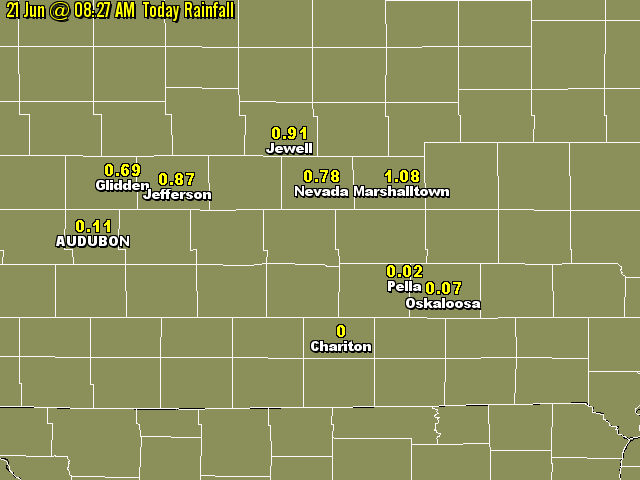 21 Jun @ 08:27 AM Today Rainfall
0.91
Jewell
0.69
Glidden
0.87
Jefferson
0.78
Nevada
1.08
Marshalltown
0.11
AUDUBON
0.02
Pella
0.07
Oskaloosa
0
Chariton